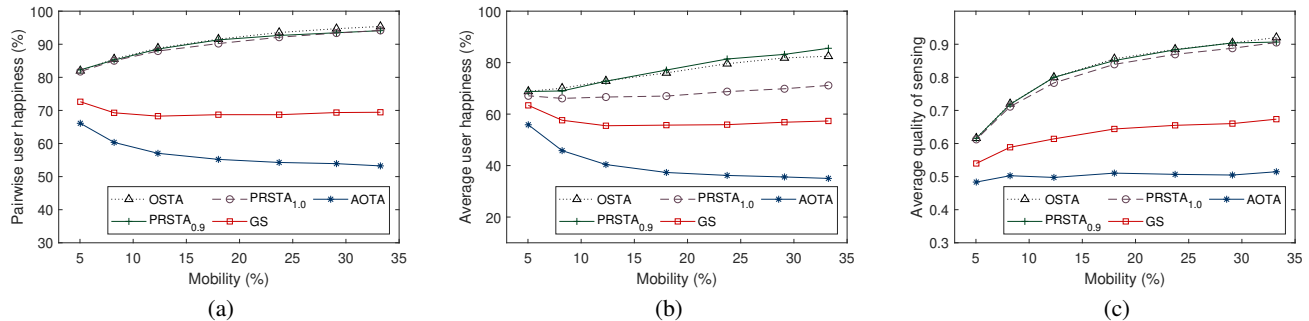 Pairwise user happiness (%)
100
90
80
70
60
50
40
30
OSTA
PRSTA1.0
AOTA
PRSTA0.9
GS
5 10 15 20 25 30 35
Mobility (%)
(a)
Average user happiness (%)
100
80
60
40
20
OSTA
PRSTA1.0
AOTA
PRSTA0.9
GS
5 10 15 20 25 30 35
Mobility (%)
(b)
Average quality of sensing
0.9
0.8
0.7
0.6
0.5
0.4
0.3
OSTA
PRSTA1.0
AOTA
PRSTA0.9
GS
5 10 15 20 25 30 35
Mobility (%)
(c)